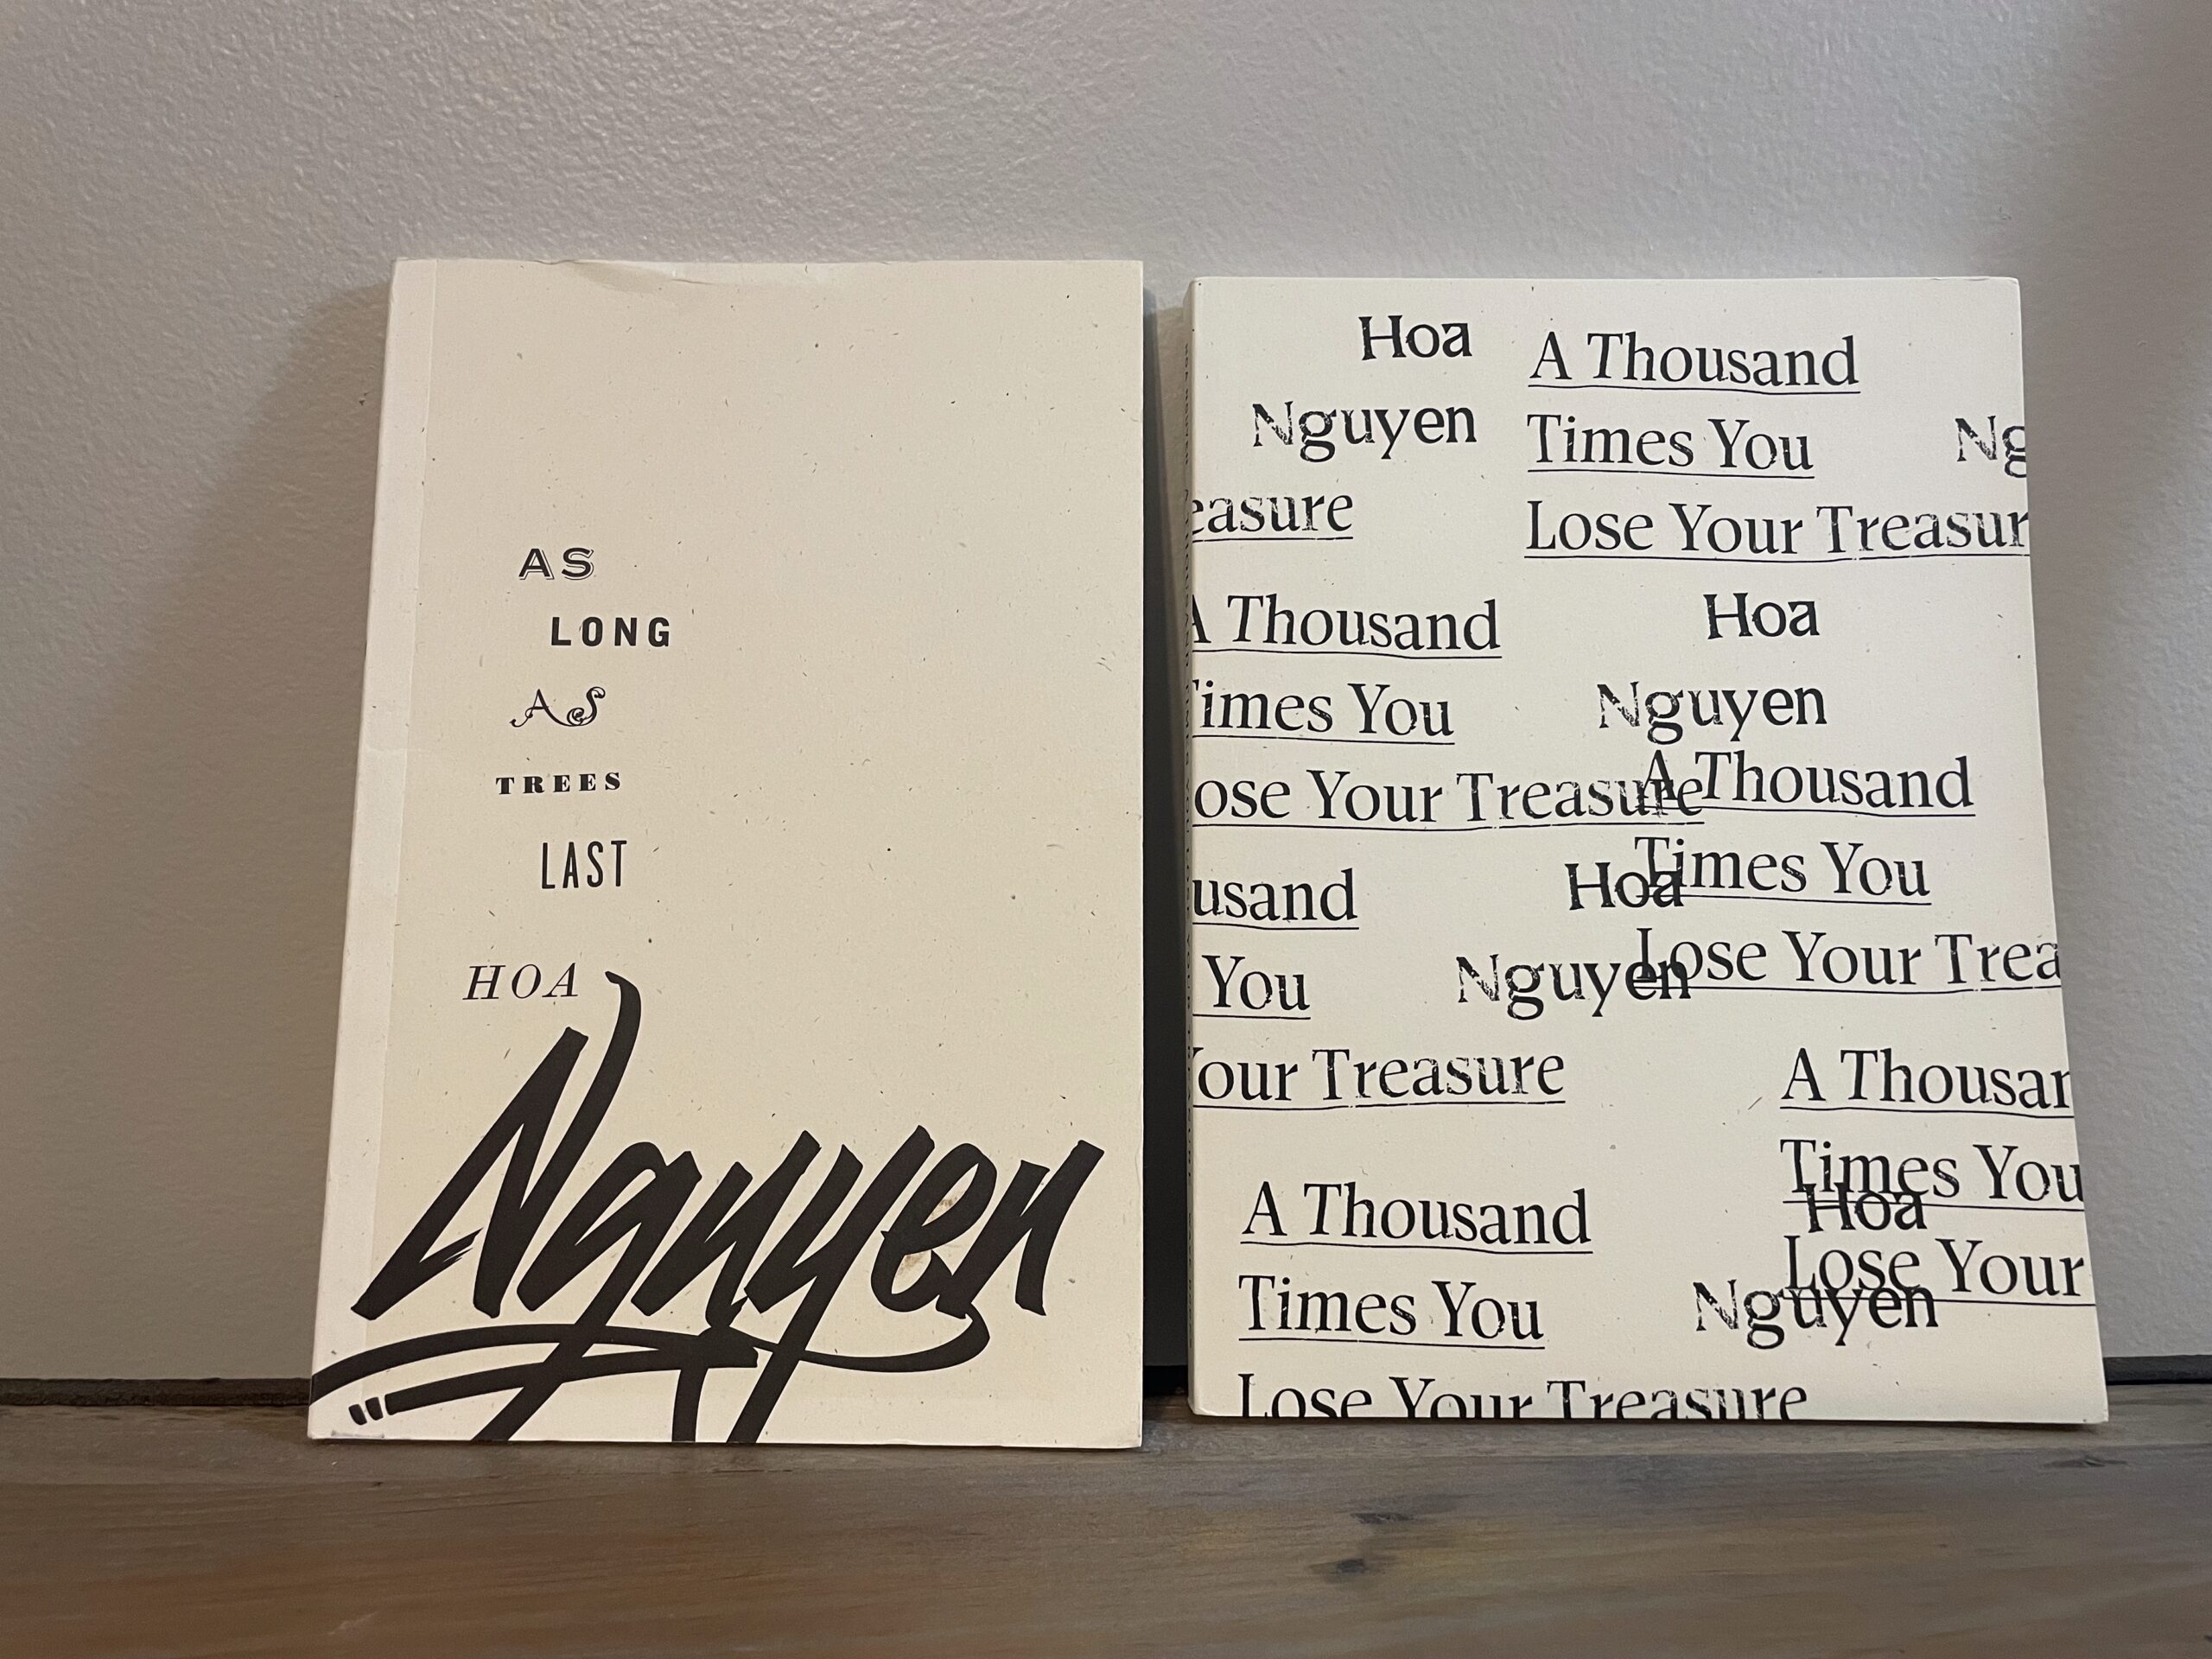 AS
LONG
AS
TREES
LAST
HOA
Nguyen
Hoa
Nguyen
A Thousand
Times You
Lose Your Treasur
Ng
easure
A Thousand
imes You
ose Your Treasure
Hoa
Nguyen
A Thousand
Times You
Lose Your Trea
usand
You
our Treasure
Hoa
Nguyen
A Thousan
Times You
Lose Your
Hoa
Nguyen
A Thousand
Times You
Lose Your Treasure